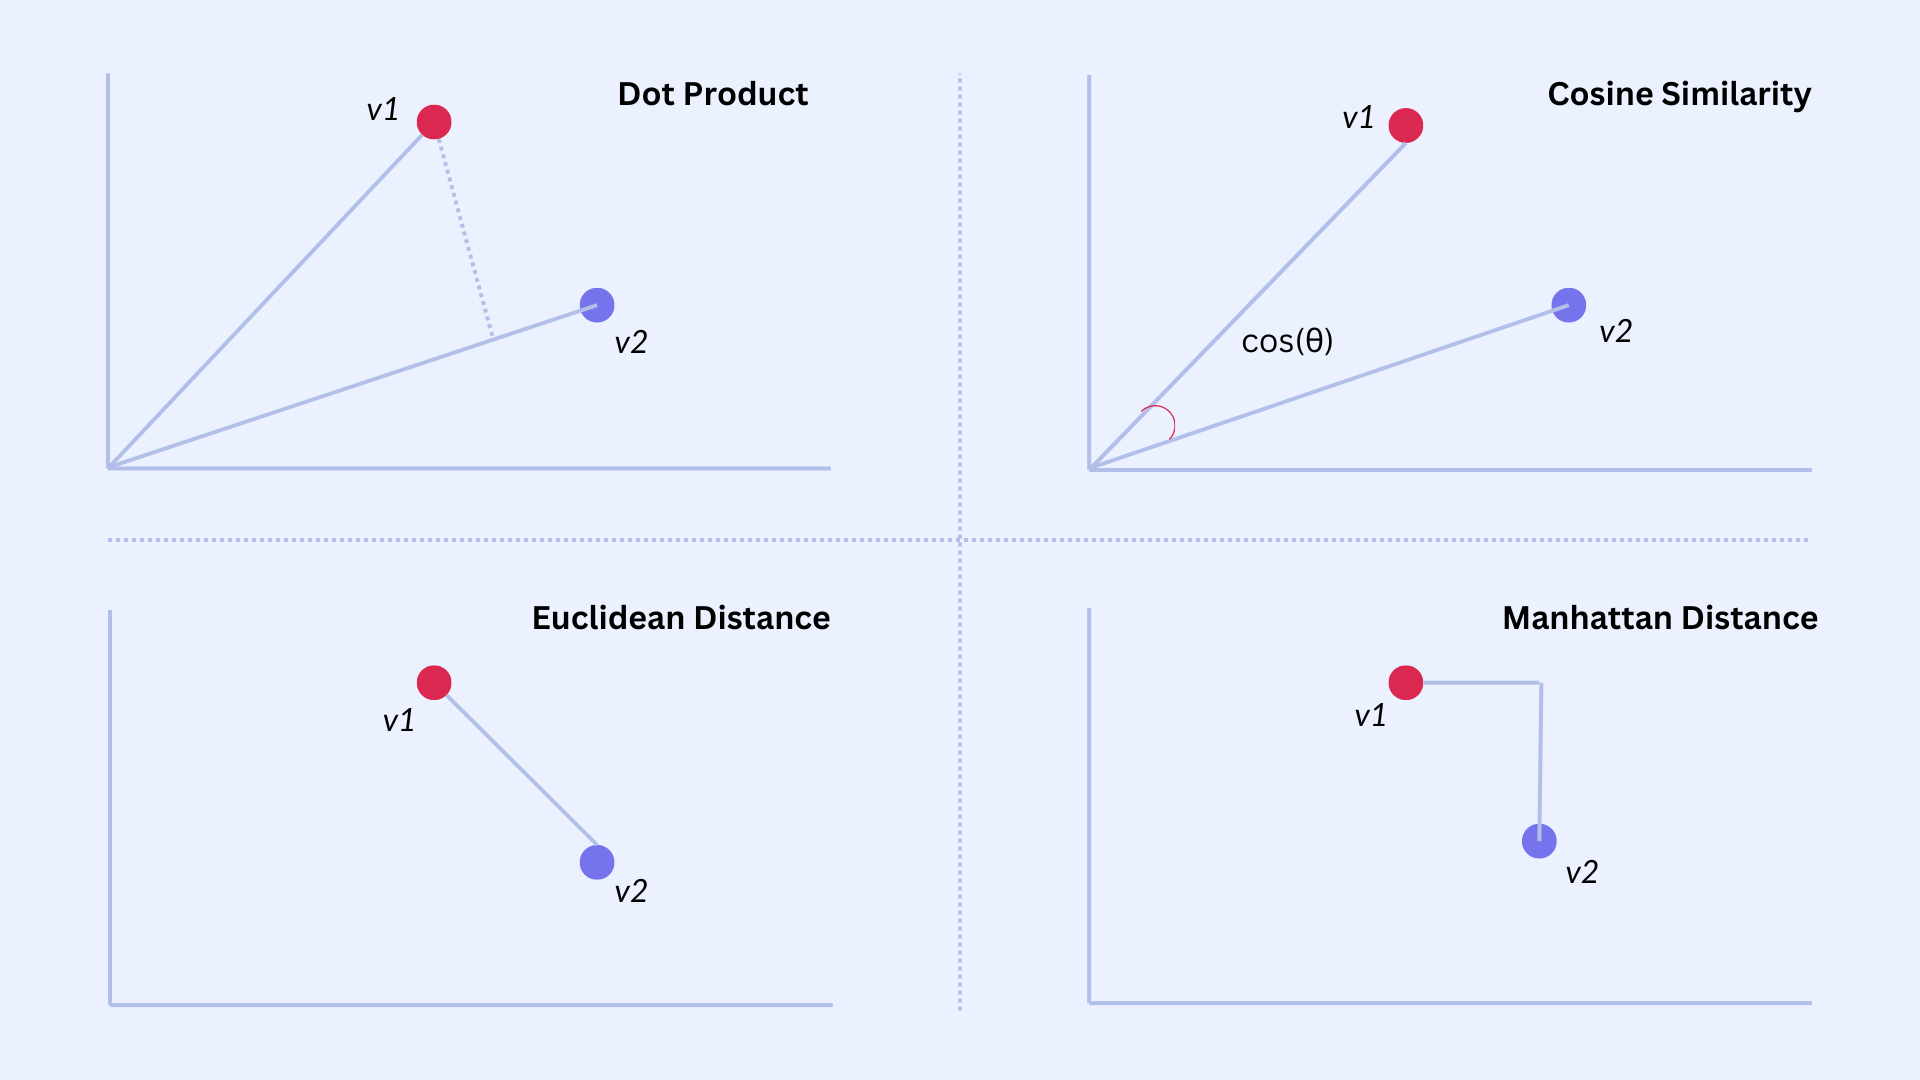 Dot Product
v1
v2
Cosine Similarity
v1
cos(θ)
v2
Euclidean Distance
v1
v2
Manhattan Distance
v1
v2